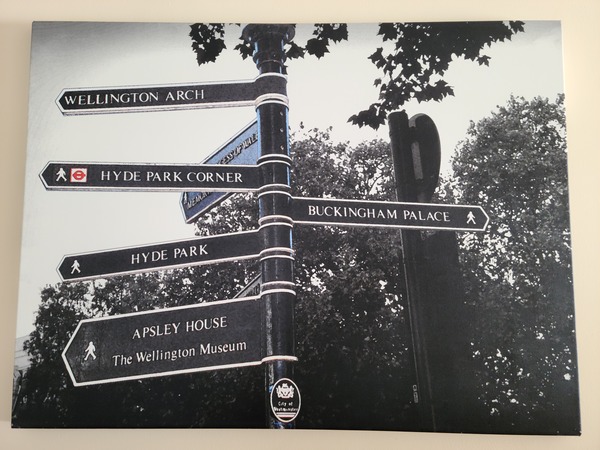 WELLINGTON ARCH
HYDE PARK CORNER
BUCKINGHAM PALACE
HYDE PARK
APSLEY HOUSE
The Wellington Museum
City of
Westminster